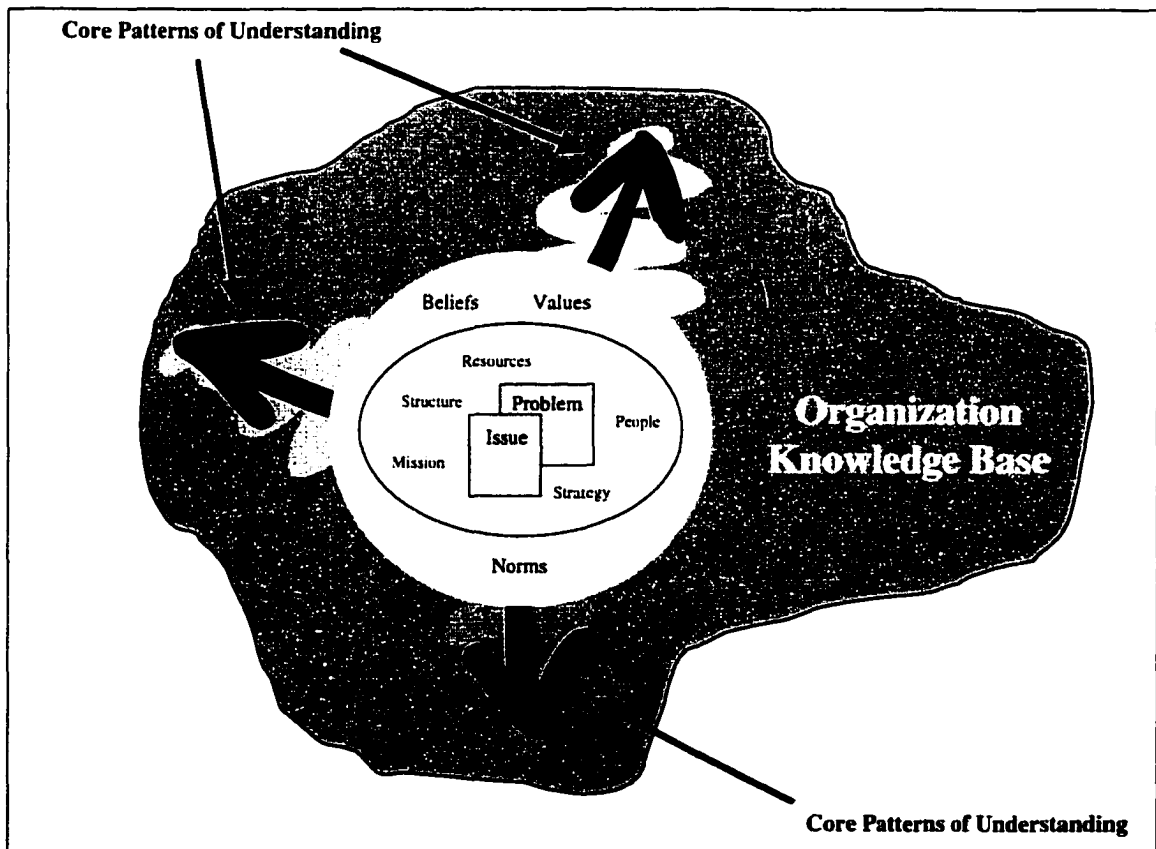 Core Patterns of Understanding
Beliefs Values
Resources
Structure Problem
People
Issue
Mission
Strategy
Organization
Knowledge Base
Norms
Core Patterns of Understanding